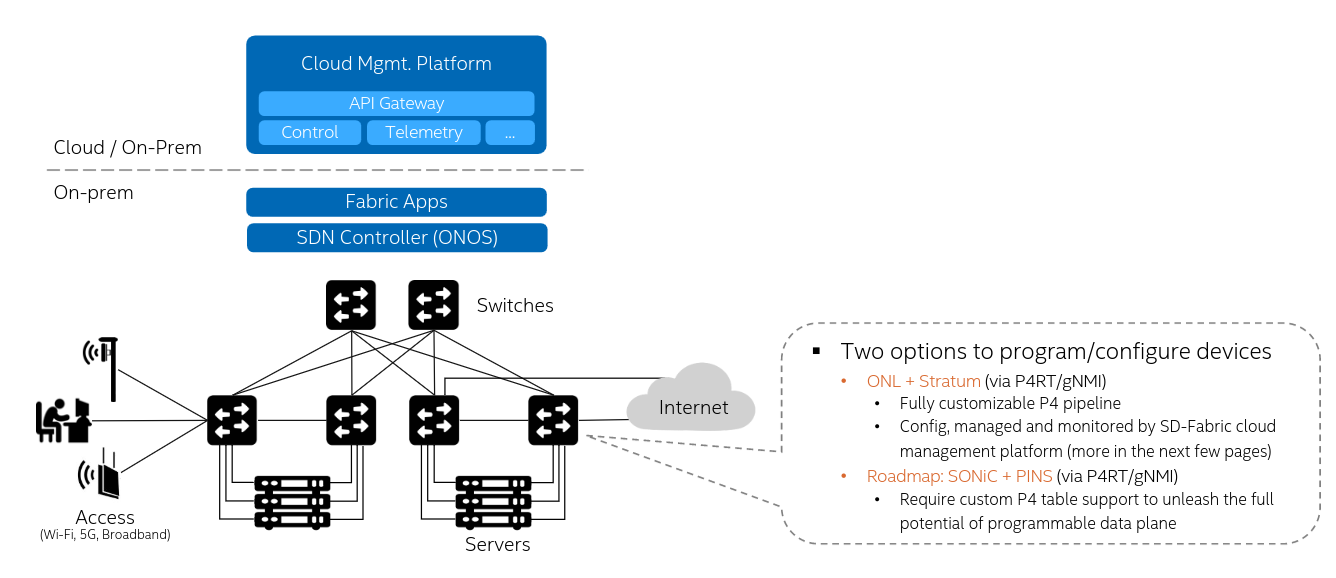 Cloud Mgmt. Platform
API Gateway
Control
Telemetry
...
Cloud / On-Prem
On-prem
Fabric Apps
SDN Controller (ONOS)
Switches
Internet
Access
(Wi-Fi, 5G, Broadband)
Servers
▪ Two options to program/configure devices
• ONL + Stratum (via P4RT/gNMI)
• Fully customizable P4 pipeline
• Config, managed and monitored by SD-Fabric cloud
management platform (more in the next few pages)
• Roadmap: SONiC + PINS (via P4RT/gNMI)
• Require custom P4 table support to unleash the full
potential of programmable data plane